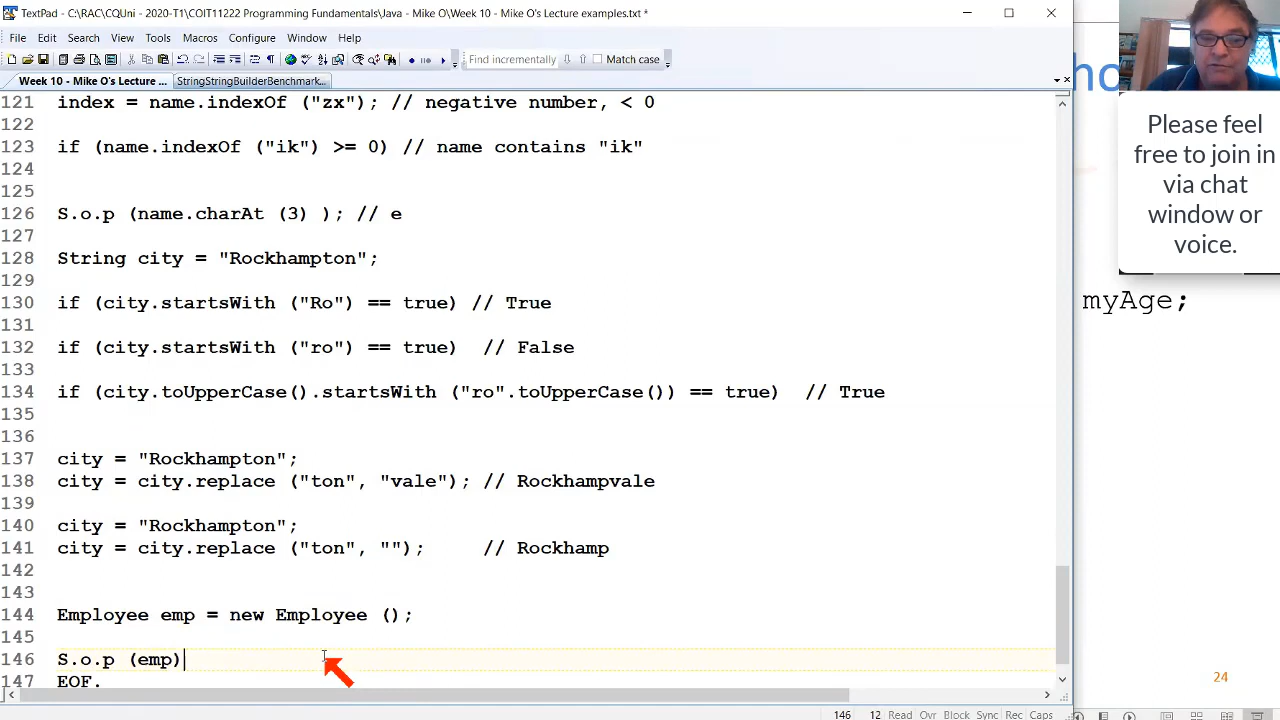 TextPad - C:\RAC\CQUni - 2020-T1\COIT11222 Programming Fundamentals\Java - Mike O\Week 10 - Mike O's Lecture examples.txt *
File Edit Search View Tools Macros Configure Window Help
Find incrementally Match case
Week 10 - Mike O's Lecture ... StringStringBuilderBenchmark...
121 index = name.indexOf ("zx"); // negative number, < 0
122
123 if (name.indexOf ("ik") >= 0) // name contains "ik"
124
125
126 S.o.p (name.charAt (3) ); // e
127
128 String city = "Rockhampton";
129
130 if (city.startsWith ("Ro") == true) // True
131
132 if (city.startsWith ("ro") == true) // False
133
134 if (city.toUpperCase().startsWith ("ro".toUpperCase()) == true) // True
135
136
137 city = "Rockhampton";
138 city = city.replace ("ton", "vale"); // Rockhampvale
139
140 city = "Rockhampton";
141 city = city.replace ("ton", ""); // Rockhamp
142
143
144 Employee emp = new Employee ();
145
146 S.o.p (emp)
147 EOF.
146 12 Read Ovr Block Sync Rec Caps
ho
Please feel
free to join in
via chat
window or
voice.
myAge;
24